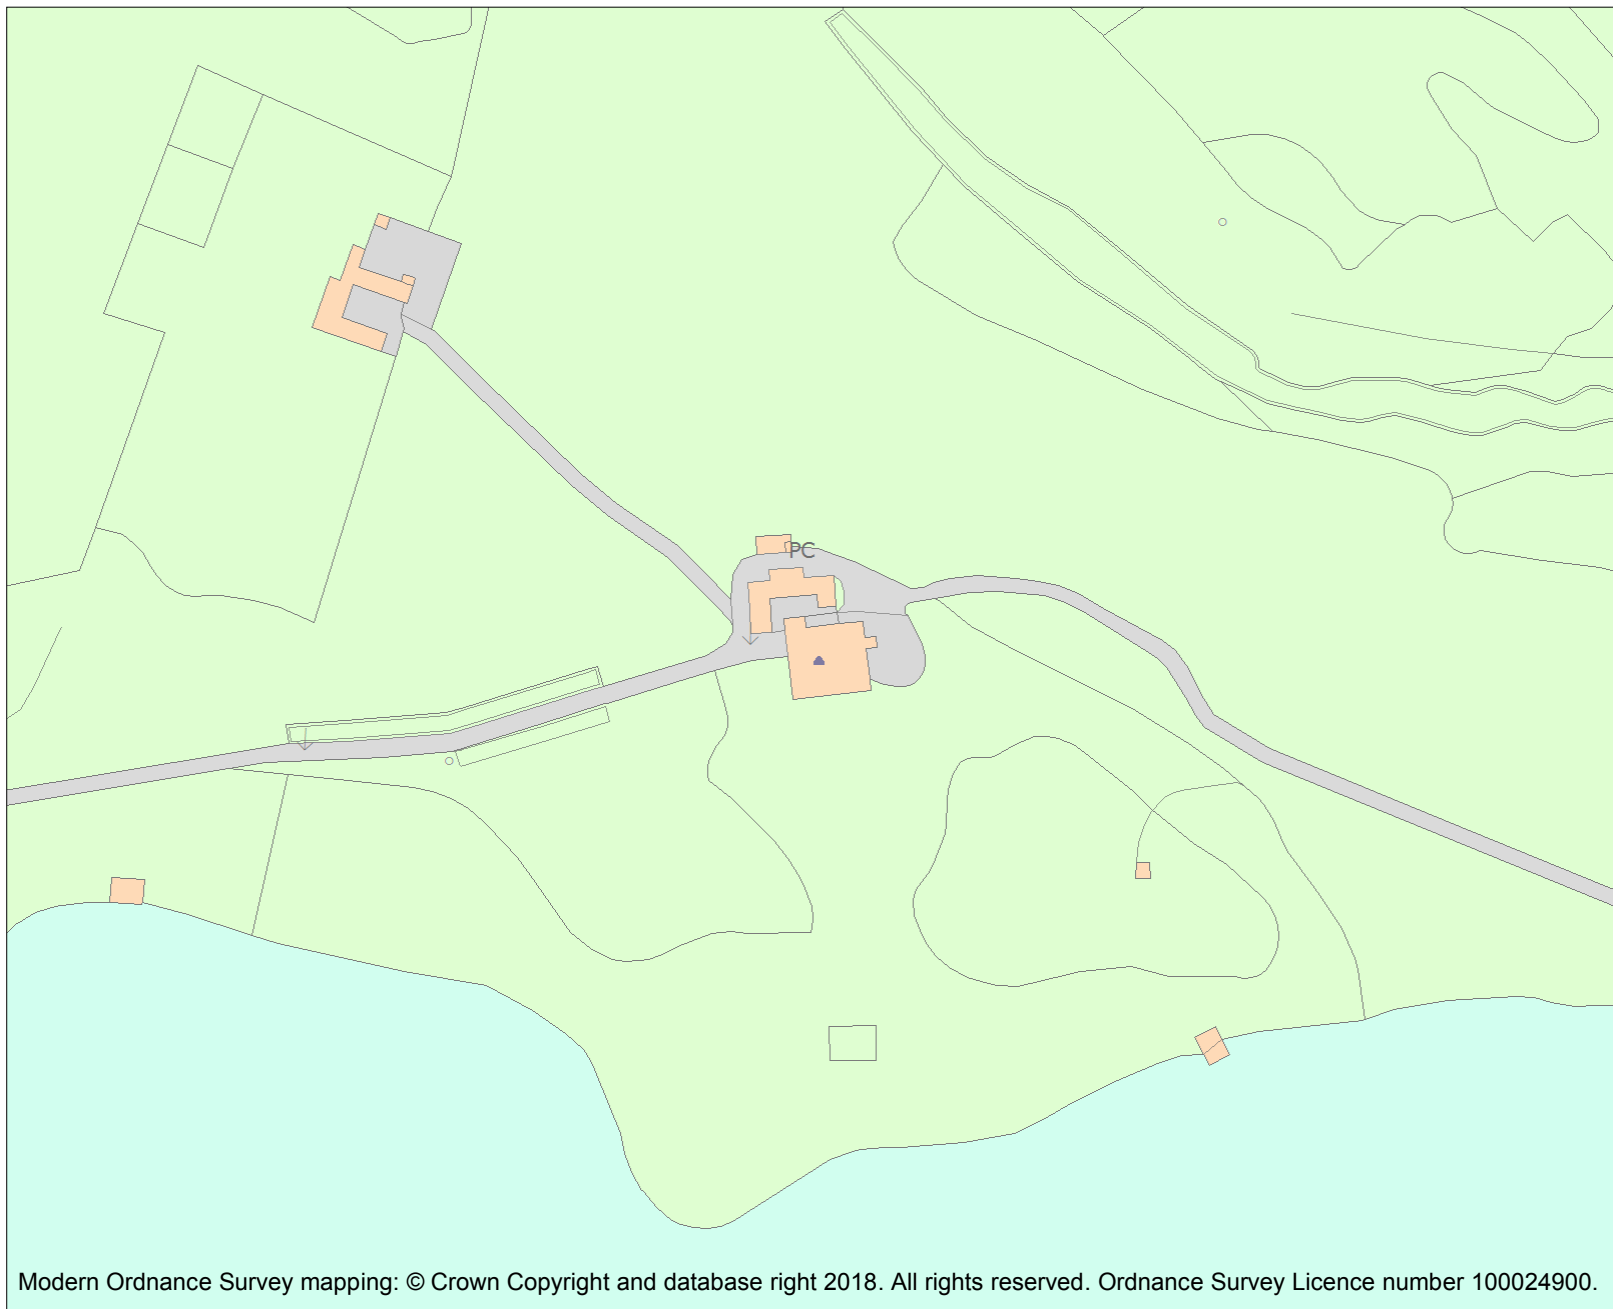 PC
Modern Ordnance Survey mapping: © Crown Copyright and database right 2018. All rights reserved. Ordnance Survey Licence number 100024900.